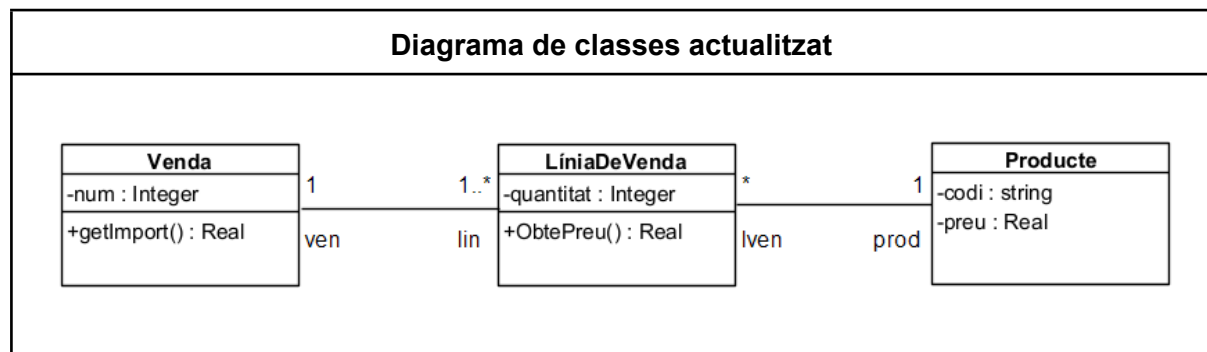 Diagrama de classes actualitzat
Venda
-num : Integer
+getImport() : Real
1
ven
1..*
lin
LíniaDeVenda
-quantitat : Integer
+ObtePreu() : Real
*
lven
1
prod
Producte
-codi : string
-preu : Real